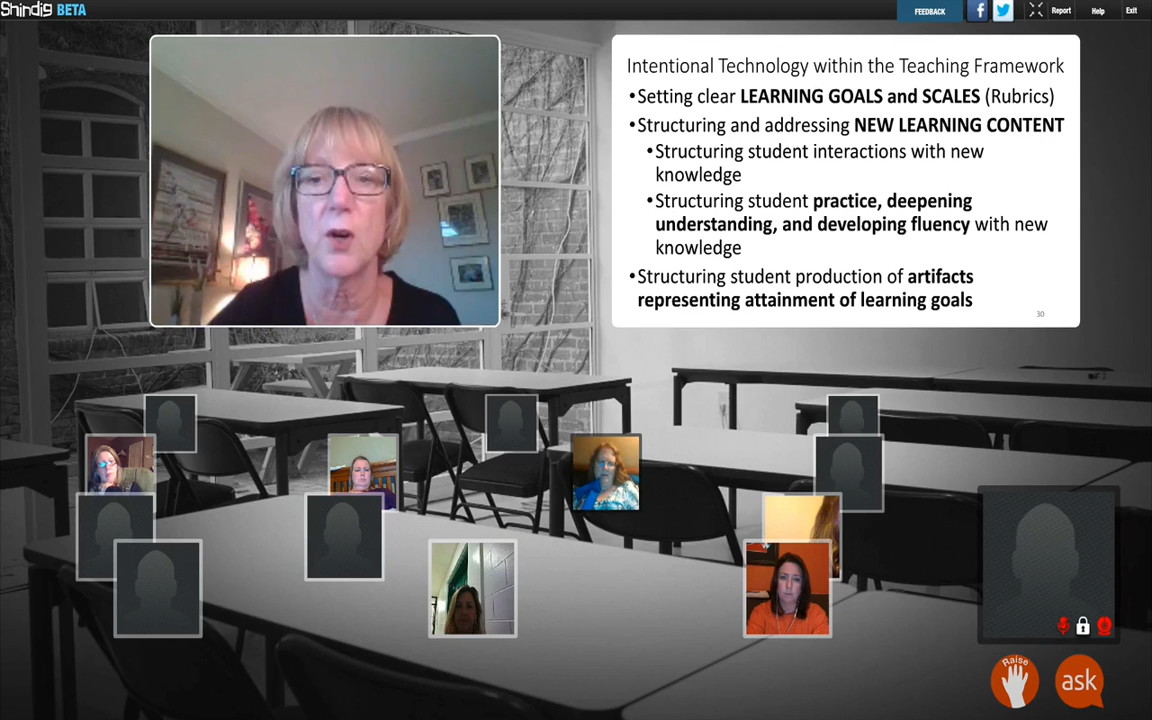 Shindig BETA
FEEDBACK
Report
Help
Exit
Intentional Technology within the Teaching Framework
•Setting clear LEARNING GOALS and SCALES (Rubrics)
•Structuring and addressing NEW LEARNING CONTENT
•Structuring student interactions with new
knowledge
•Structuring student practice, deepening
understanding, and developing fluency with new
knowledge
•Structuring student production of artifacts
representing attainment of learning goals
30
Raise
ask